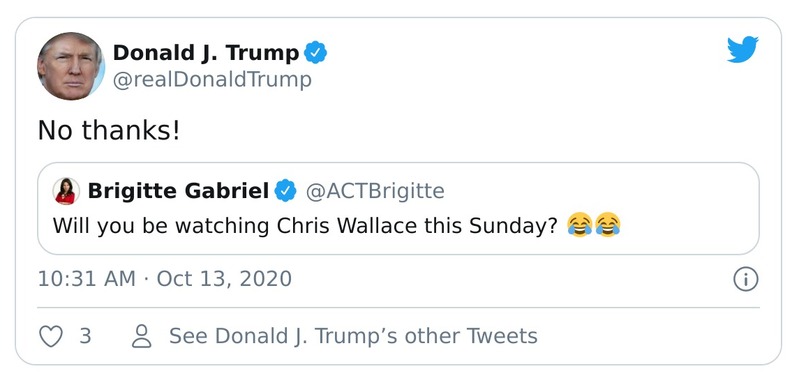 Donald J. Trump
@realDonaldTrump
No thanks!
Brigitte Gabriel @ACTBrigitte
Will you be watching Chris Wallace this Sunday? 😂😂
10:31 AM · Oct 13, 2020
3 See Donald J. Trump’s other Tweets